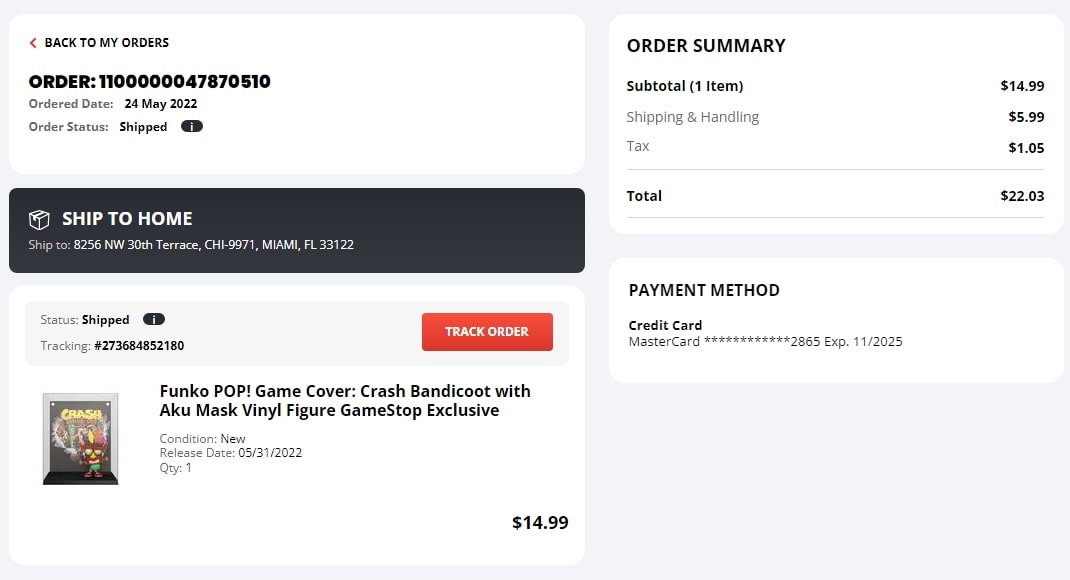 BACK TO MY ORDERS
ORDER: 1100000047870510
Ordered Date: 24 May 2022
Order Status: Shipped i
SHIP TO HOME
Ship to: 8256 NW 30th Terrace, CHI-9971, MIAMI, FL 33122
Status: Shipped i
Tracking: #273684852180
TRACK ORDER
Funko POP! Game Cover: Crash Bandicoot with
Aku Mask Vinyl Figure GameStop Exclusive
CRASH
Condition: New
Release Date: 05/31/2022
Qty: 1
$14.99
ORDER SUMMARY
Subtotal (1 Item) $14.99
Shipping & Handling $5.99
Tax $1.05
Total $22.03
PAYMENT METHOD
Credit Card
MasterCard ************2865 Exp. 11/2025